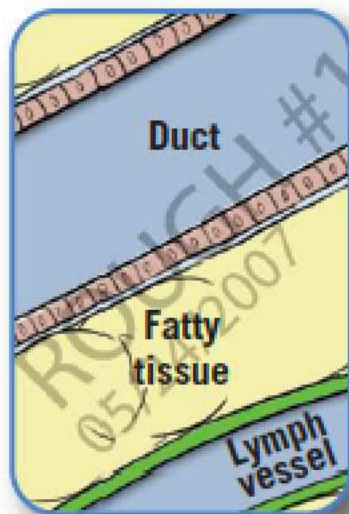 Duct
ROUGH #1
05/24/2007
Fatty
tissue
Lymph
vessel